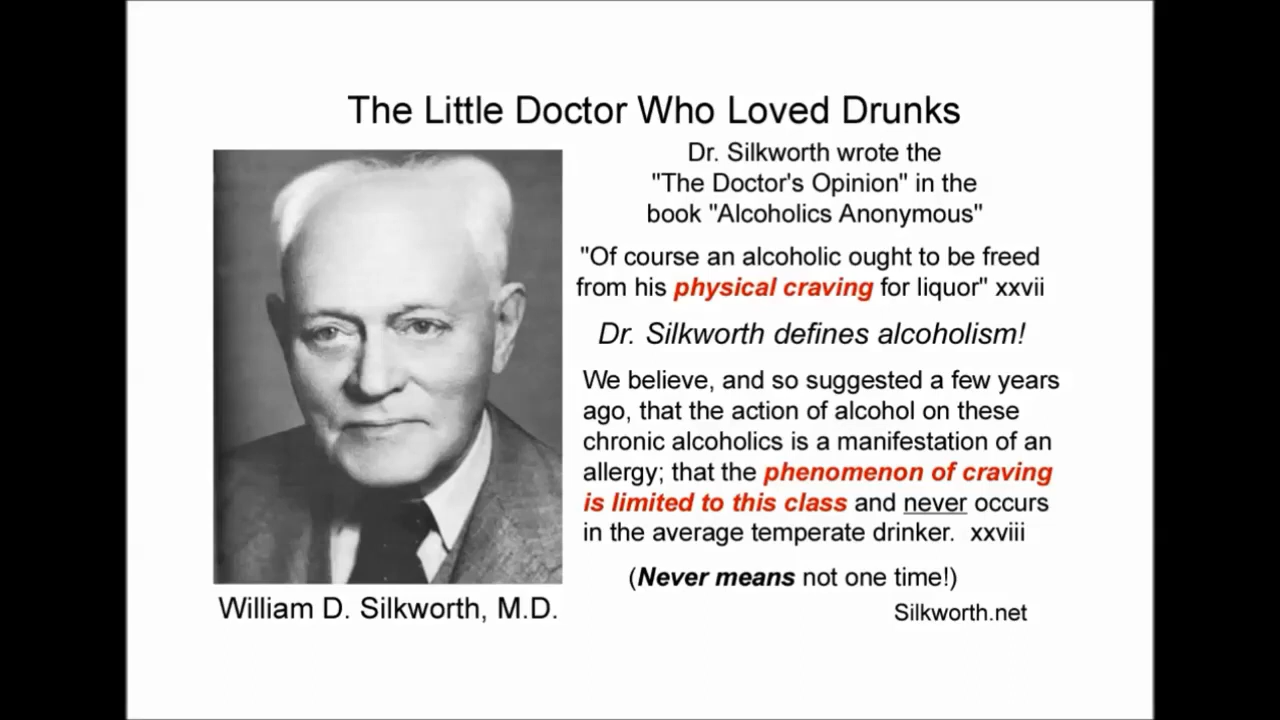 The Little Doctor Who Loved Drunks
Dr. Silkworth wrote the
"The Doctor's Opinion" in the
book "Alcoholics Anonymous"
"Of course an alcoholic ought to be freed
from his physical craving for liquor" xxvii
Dr. Silkworth defines alcoholism!
We believe, and so suggested a few years
ago, that the action of alcohol on these
chronic alcoholics is a manifestation of an
allergy; that the phenomenon of craving
is limited to this class and never occurs
in the average temperate drinker. xxviii
(Never means not one time!)
William D. Silkworth, M.D.
Silkworth.net